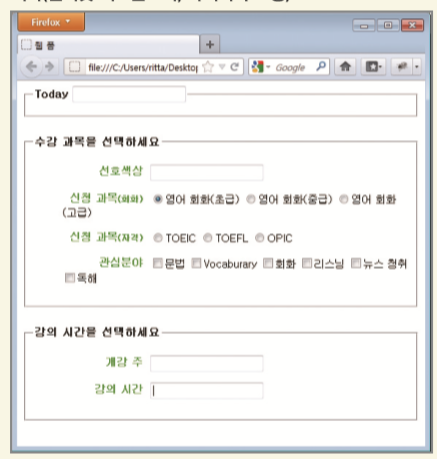 Firefox
웹 폼
+
file:///C:/Users/ritta/Desktop
Google
Today
수강 과목을 선택하세요
선호색상
신청 과목(회화) 영어 회화(초급) 영어 회화(중급) 영어 회화
(고급)
신청 과목(자격) TOEIC TOEFL OPIC
관심분야 문법 Vocaburary 회화 리스닝 뉴스 청취
독해
강의 시간을 선택하세요
개강 주
강의 시간